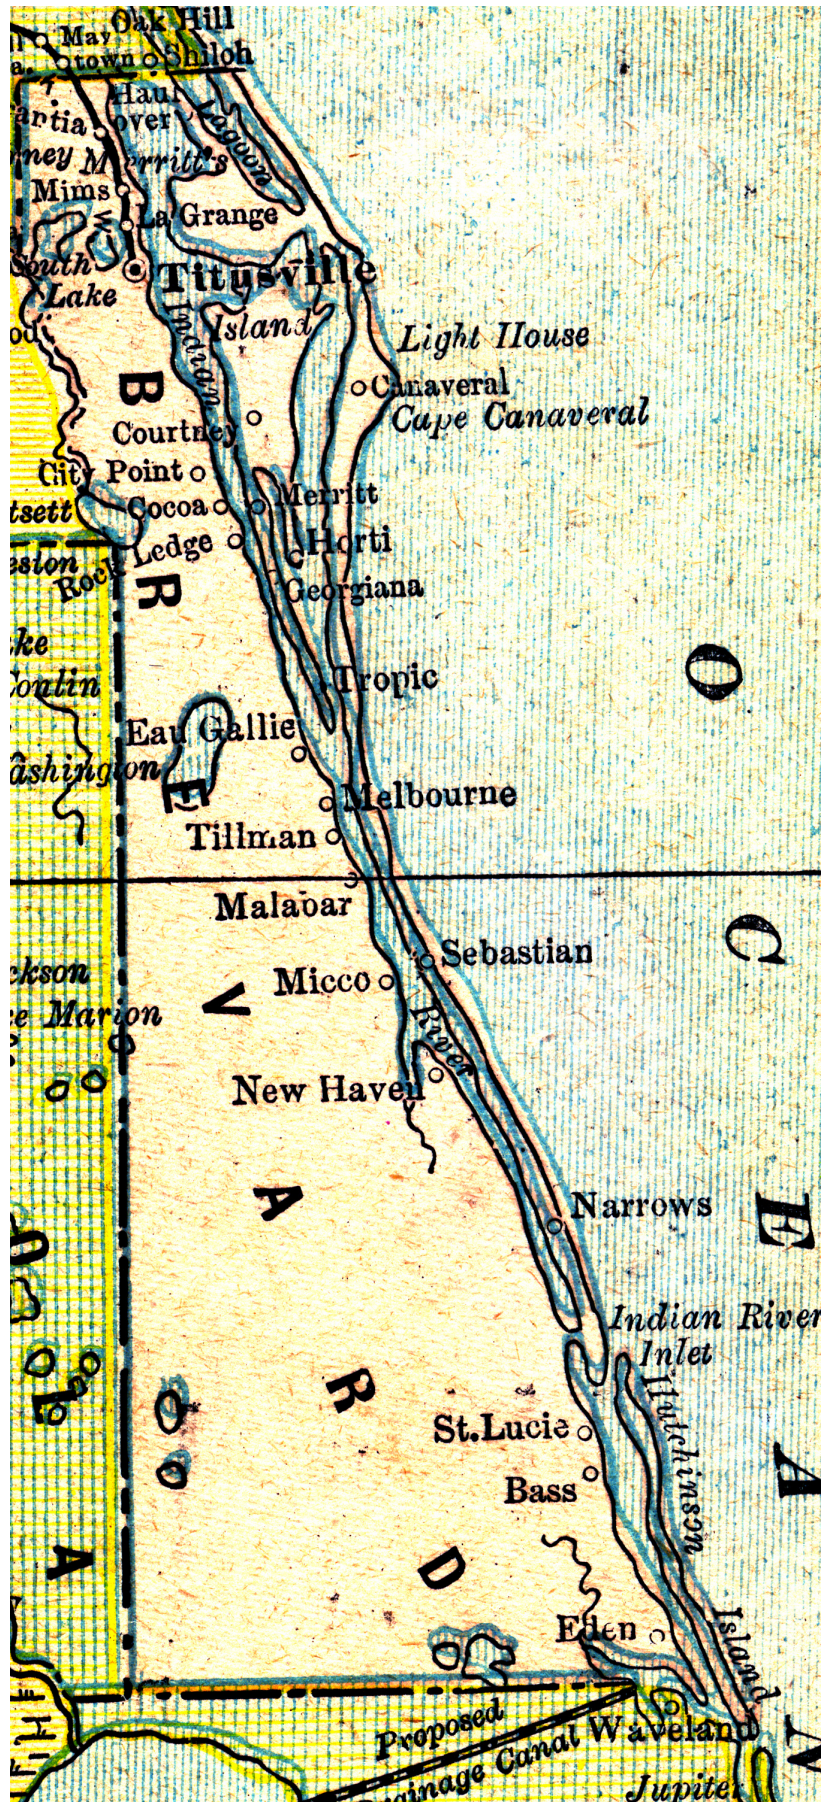 Oak Hill
May
town
Shiloh
Haul
over
Lagoon
Merritt's
Mims
La Grange
South
Lake
Titusville
Indian
Island
Light House
Canaveral
Cape Canaveral
Courtney
City Point
Cocoa
Merritt
Rock Ledge
Horti
Georgiana
Tropic
Eau Gallie
Melbourne
Tillman
Malabar
Sebastian
Micco
River
New Haven
Narrows
Indian River
Inlet
Hutchinson
Island
St. Lucie
Bass
Eden
Waveland
Proposed
Drainage Canal
Jupiter
BREVARD
OCEAN